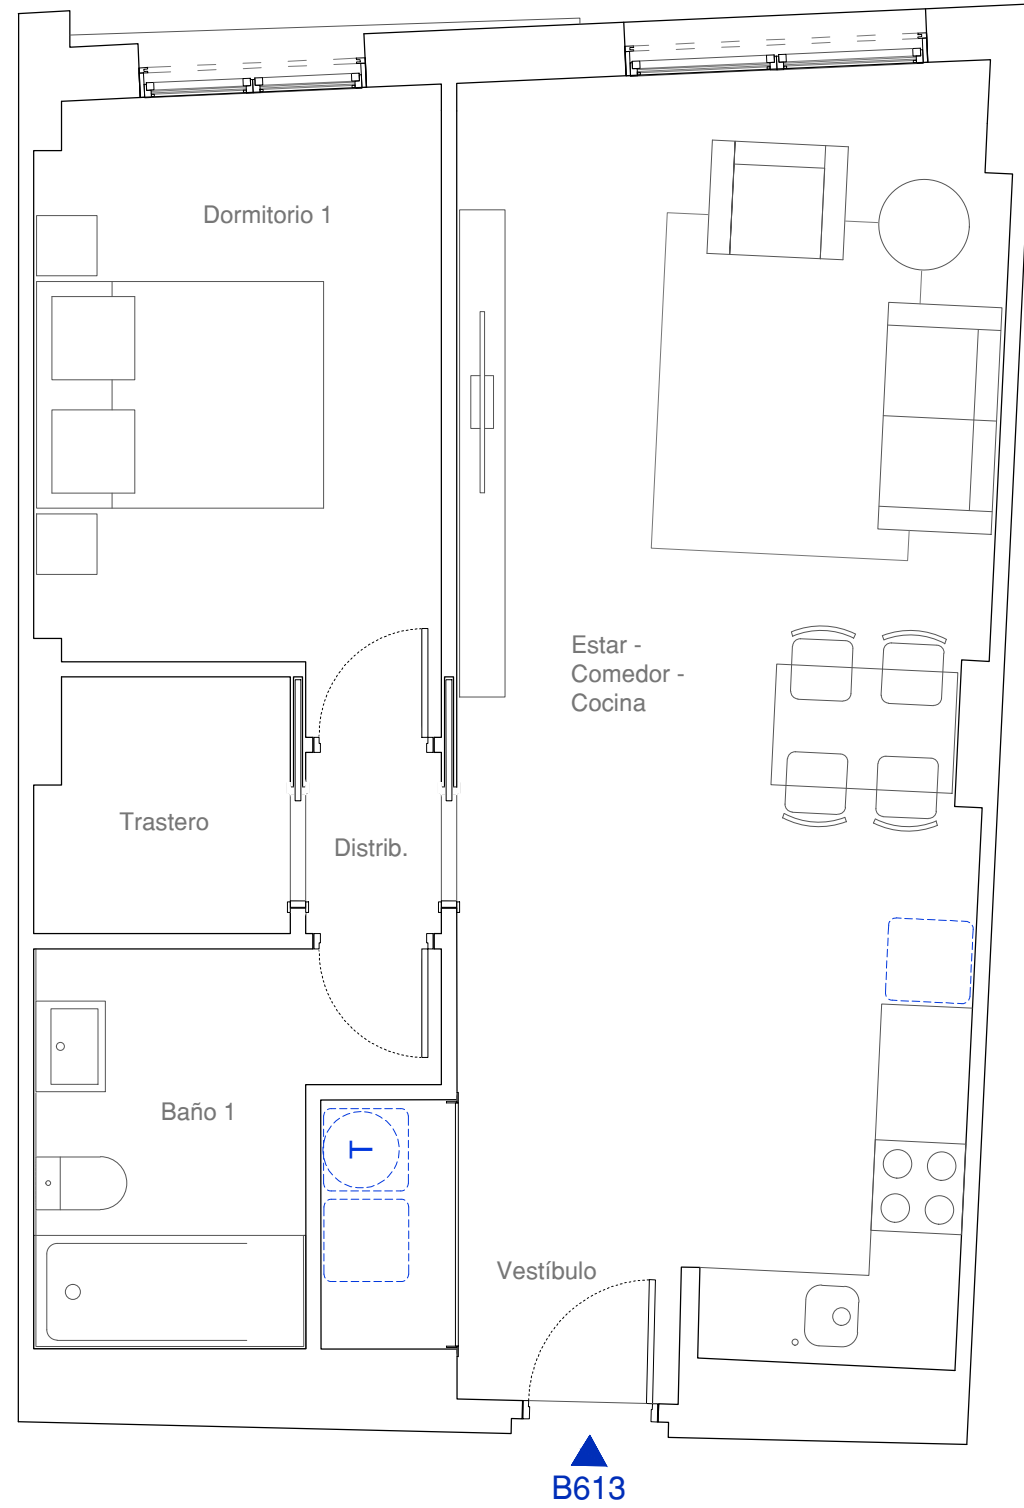 Dormitorio 1
Estar -
Comedor -
Cocina
Trastero
Distrib.
Baño 1
T
Vestíbulo
B613